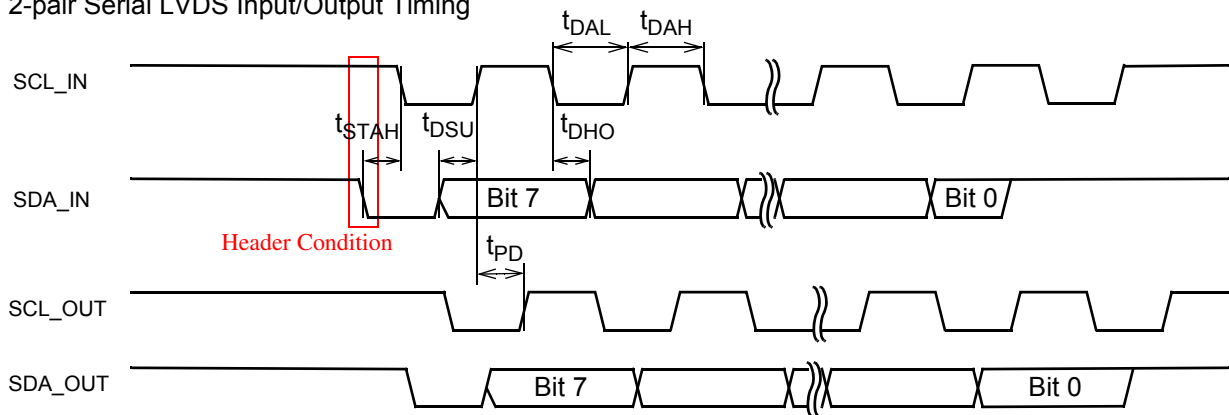 2-pair Serial LVDS Input/Output Timing
tDAL tDAH
SCL_IN
tSTAH tDSU tDHO
SDA_IN Bit 7 Bit 0
Header Condition
tPD
SCL_OUT
SDA_OUT Bit 7 Bit 0